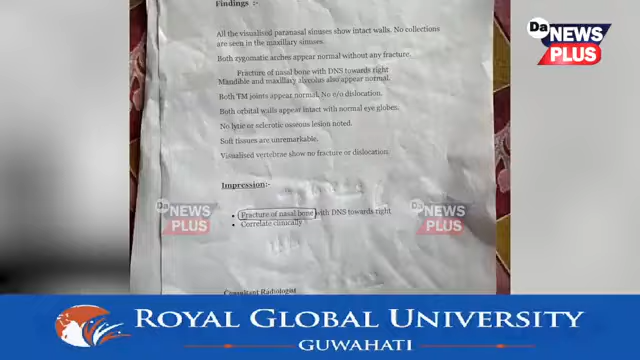 Findings :-
All the visualised paranasal sinuses show intact walls. No collections
are seen in the maxillary sinuses.
Both zygomatic arches appear normal without any fracture.
Fracture of nasal bone with DNS towards right
Mandible and maxillary alveolus also appear normal.
Both TM joints appear normal. No e/o dislocation.
Both orbital walls appear intact with normal eye globes.
No lytic or sclerotic osseous lesion noted.
Soft tissues are unremarkable.
Visualised vertebrae show no fracture or dislocation.
Impression:-
• Fracture of nasal bone with DNS towards right
• Correlate clinically
Consultant Radiologist
Da NEWS PLUS
Da NEWS PLUS
Da NEWS PLUS
ROYAL GLOBAL UNIVERSITY
GUWAHATI